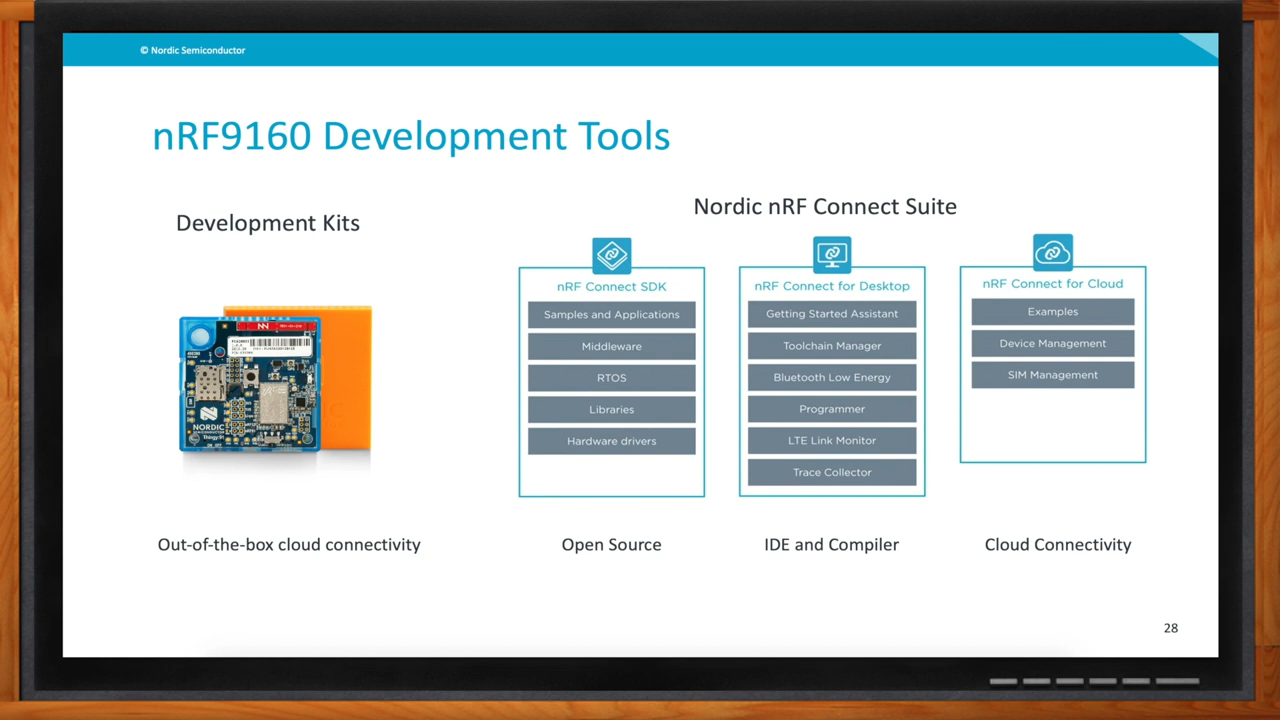 © Nordic Semiconductor
nRF9160 Development Tools
Development Kits
Nordic nRF Connect Suite
nRF Connect SDK
Samples and Applications
Middleware
RTOS
Libraries
Hardware drivers
nRF Connect for Desktop
Getting Started Assistant
Toolchain Manager
Bluetooth Low Energy
Programmer
LTE Link Monitor
Trace Collector
nRF Connect for Cloud
Examples
Device Management
SIM Management
NORDIC
SEMICONDUCTOR
Out-of-the-box cloud connectivity
Open Source
IDE and Compiler
Cloud Connectivity
28